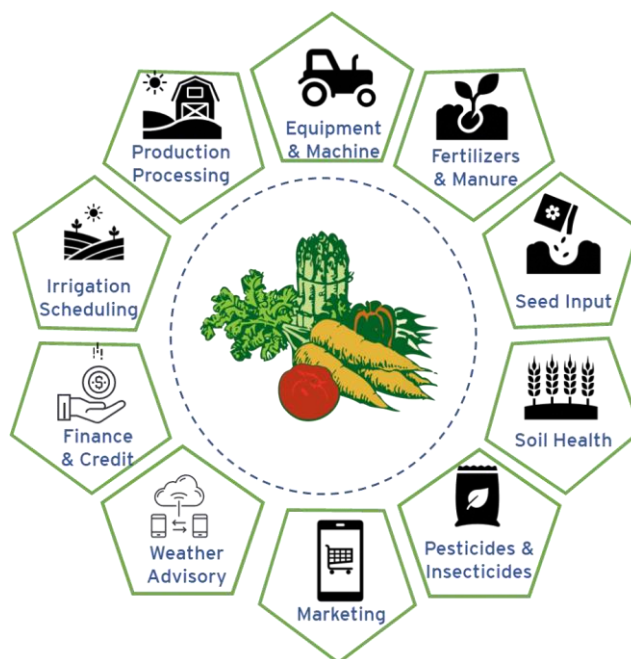 Equipment
& Machine
Fertilizers
& Manure
Seed Input
Soil Health
Pesticides &
Insecticides
Marketing
Weather
Advisory
Finance
& Credit
Irrigation
Scheduling
Production
Processing